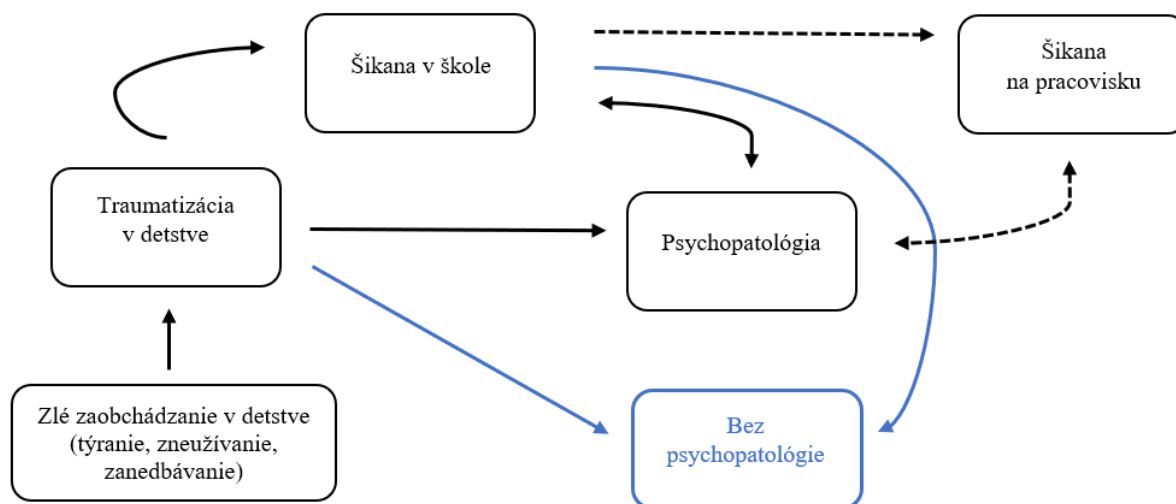 Šikana v škole
Šikana
na pracovisku
Traumatizácia
v detstve
Psychopatológia
Zlé zaobchádzanie v detstve
(týranie, zneužívanie,
zanedbávanie)
Bez
psychopatológie